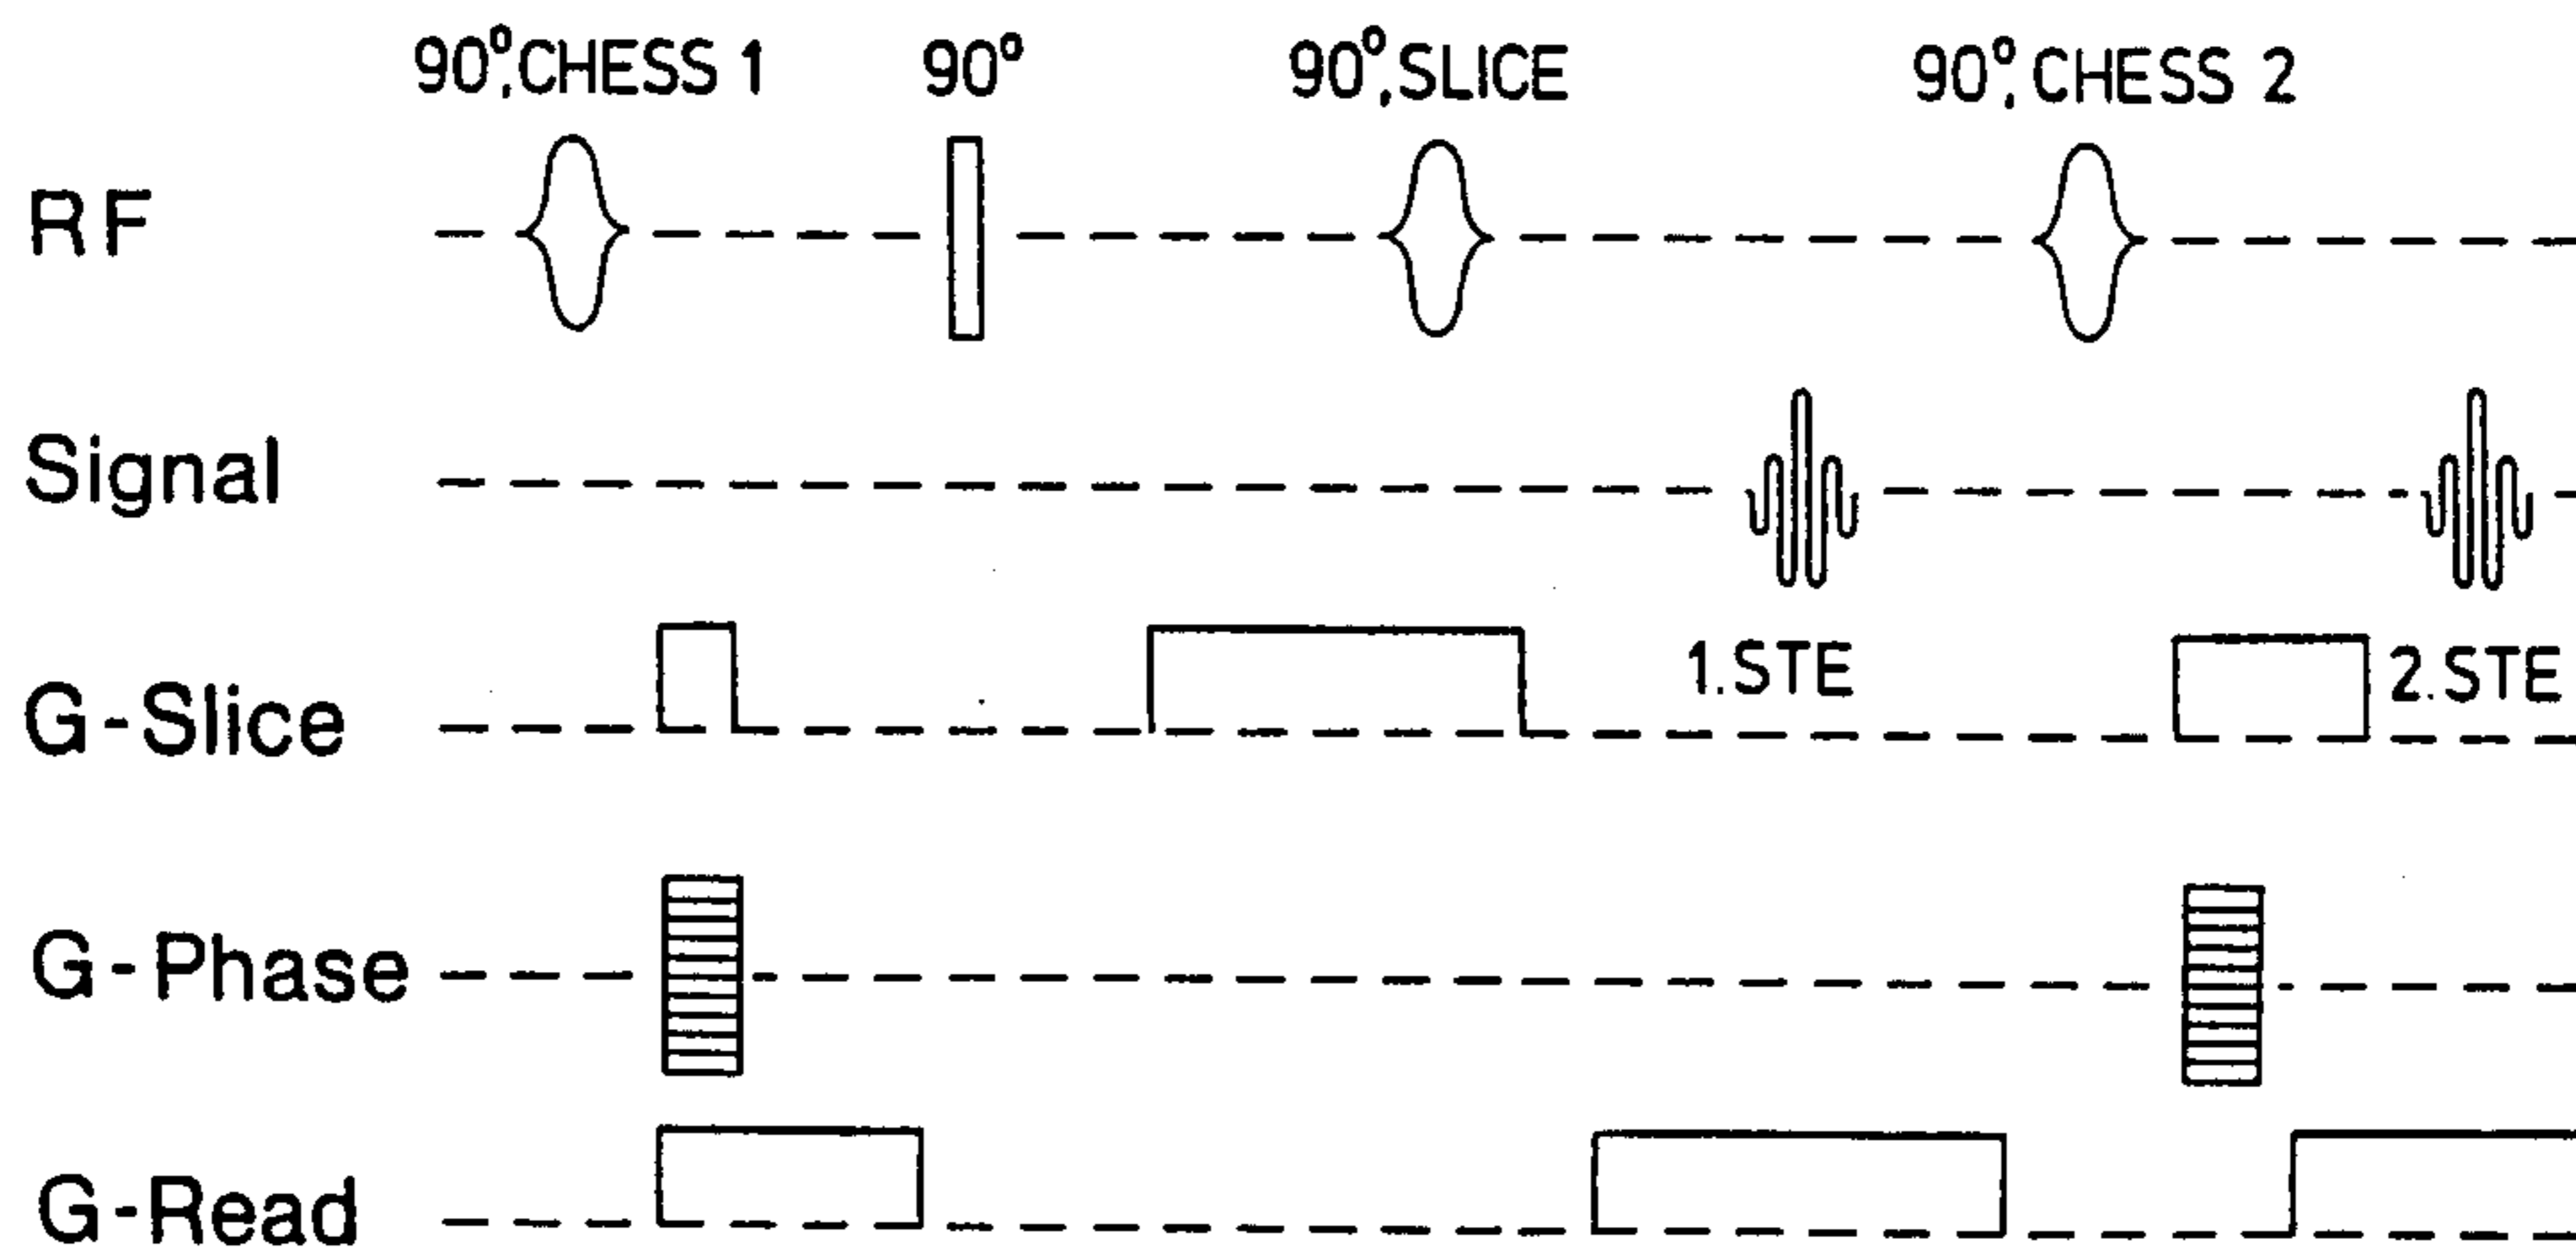 90°, CHESS 1 90° 90°, SLICE 90°, CHESS 2
RF
Signal
1.STE 2.STE
G-Slice
G-Phase
G-Read